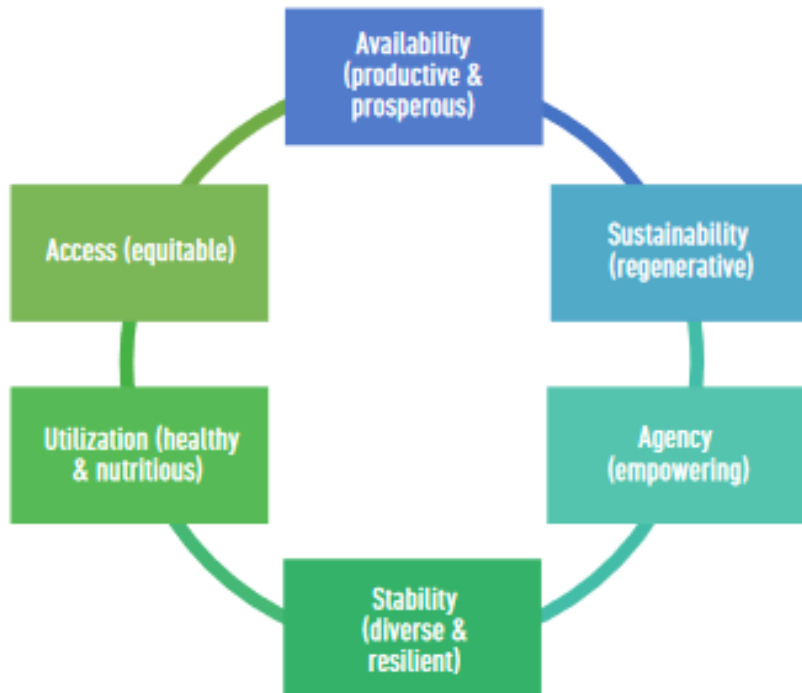 Availability
(productive &
prosperous)
Access (equitable)
Sustainability
(regenerative)
Utilization (healthy
& nutritious)
Agency
(empowering)
Stability
(diverse &
resilient)